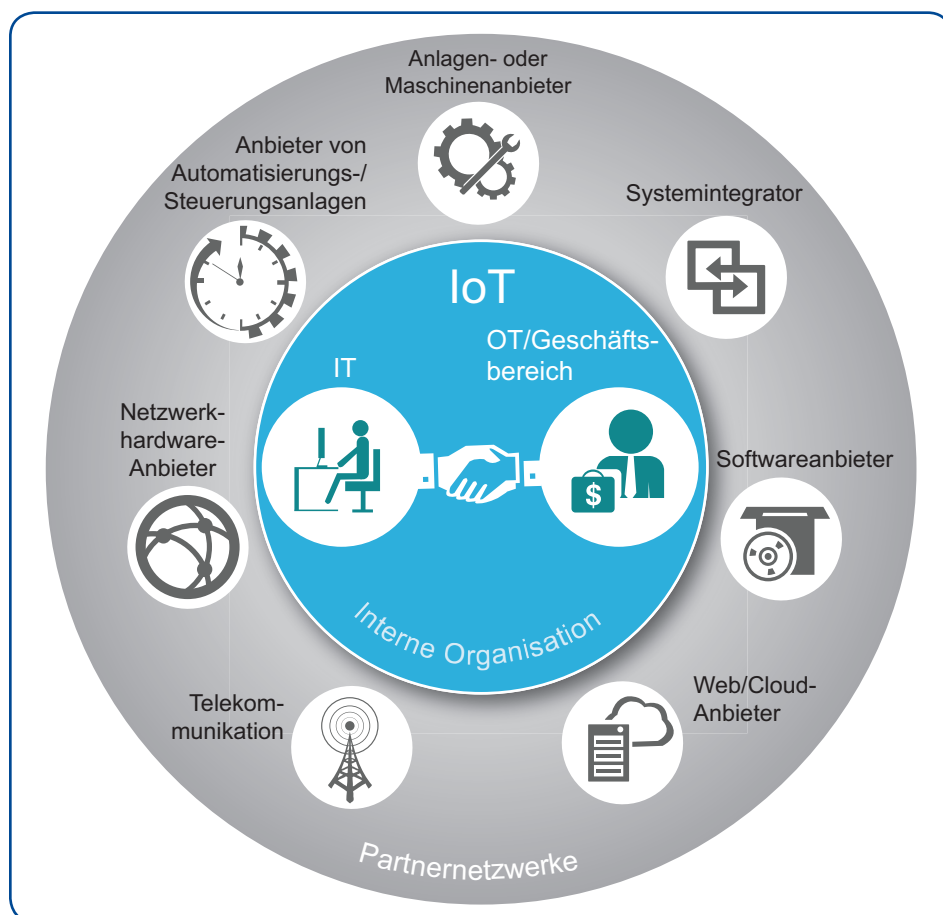 Anlagen- oder
Maschinenanbieter
Anbieter von
Automatisierungs-/
Steuerungsanlagen
Systemintegrator
IoT
OT/Geschäfts-
bereich
IT
Netzwerk-
hardware-
Anbieter
Softwareanbieter
$
Interne Organisation
Telekom-
munikation
Web/Cloud-
Anbieter
Partnernetzwerke